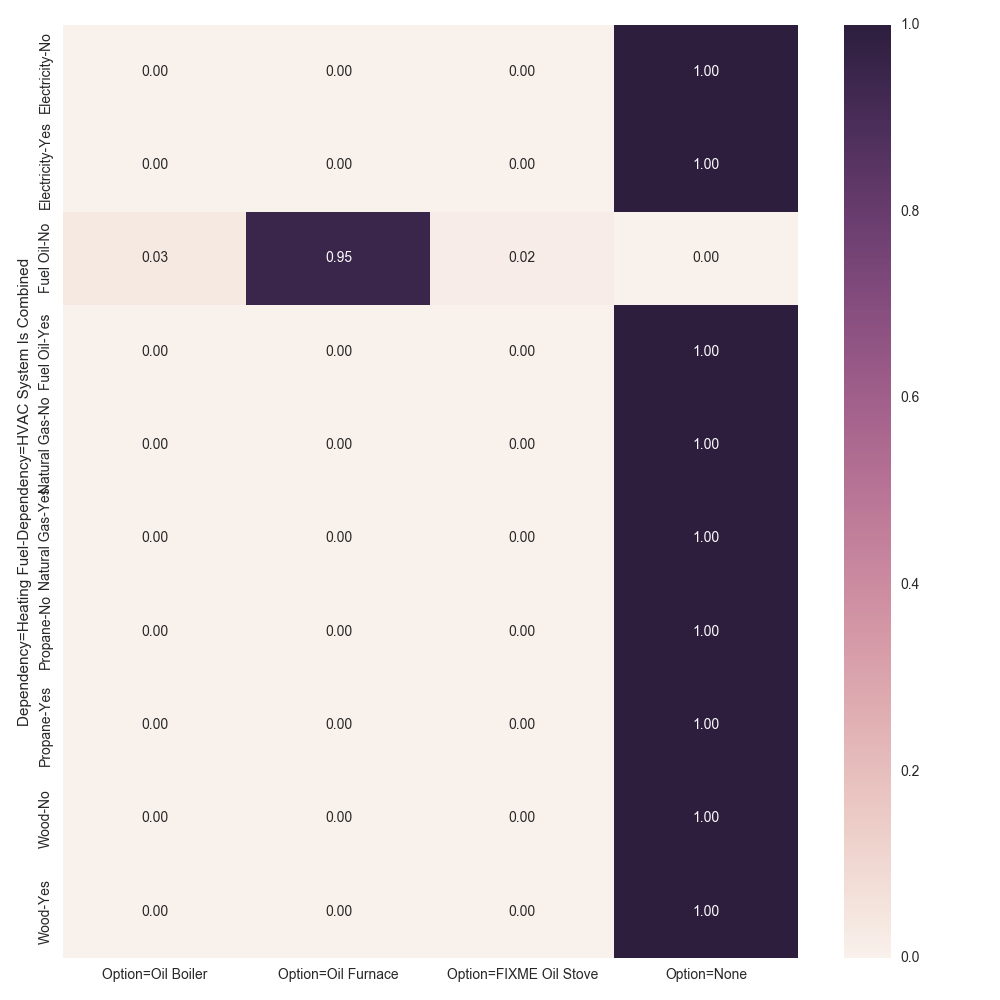 Dependency=Heating Fuel-Dependency=HVAC System Is Combined
Electricity-No 0.00 0.00 0.00 1.00
Electricity-Yes 0.00 0.00 0.00 1.00
Fuel Oil-No 0.03 0.95 0.02 0.00
Fuel Oil-Yes 0.00 0.00 0.00 1.00
Natural Gas-No 0.00 0.00 0.00 1.00
Natural Gas-Yes 0.00 0.00 0.00 1.00
Propane-No 0.00 0.00 0.00 1.00
Propane-Yes 0.00 0.00 0.00 1.00
Wood-No 0.00 0.00 0.00 1.00
Wood-Yes 0.00 0.00 0.00 1.00
Option=Oil Boiler Option=Oil Furnace Option=FIXME Oil Stove Option=None
1.0
0.8
0.6
0.4
0.2
0.0